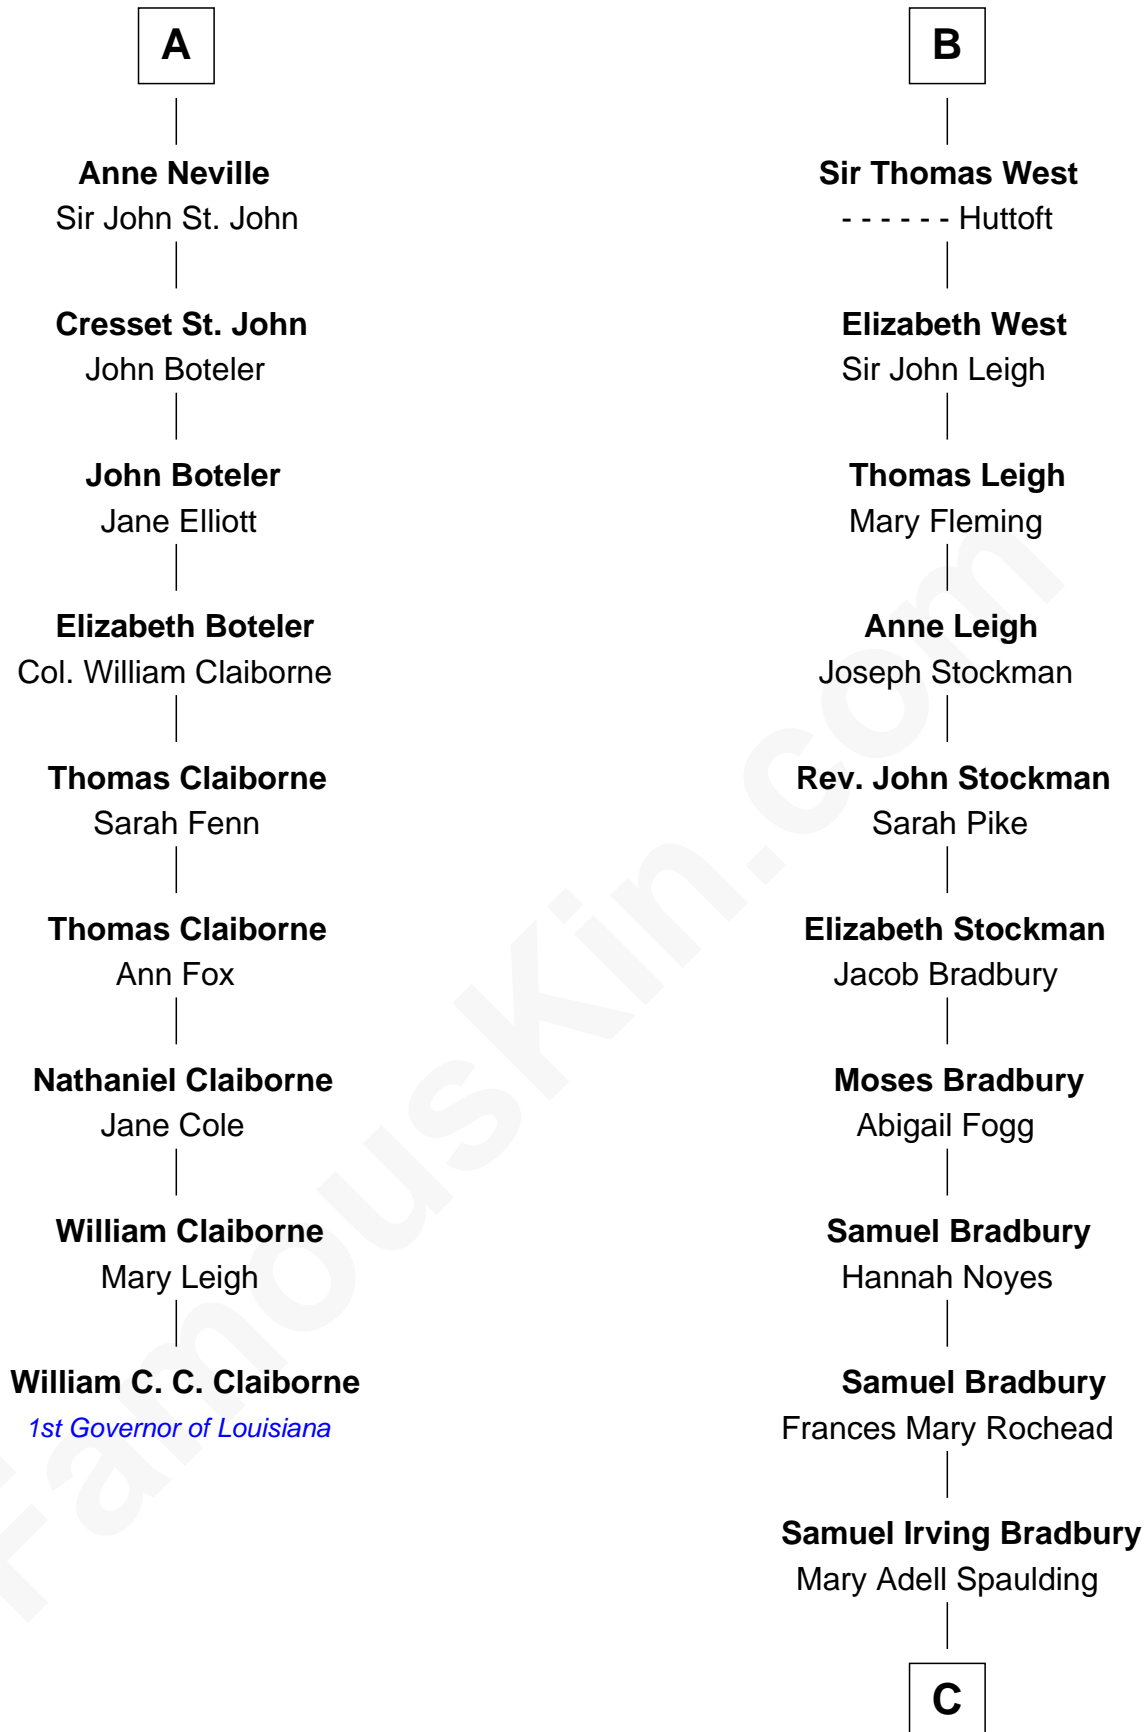 A
Anne Neville
Sir John St. John
Cresset St. John
John Boteler
John Boteler
Jane Elliott
Elizabeth Boteler
Col. William Claiborne
Thomas Claiborne
Sarah Fenn
Thomas Claiborne
Ann Fox
Nathaniel Claiborne
Jane Cole
William Claiborne
Mary Leigh
William C. C. Claiborne
1st Governor of Louisiana
B
Sir Thomas West
- - - - - - Huttoft
Elizabeth West
Sir John Leigh
Thomas Leigh
Mary Fleming
Anne Leigh
Joseph Stockman
Rev. John Stockman
Sarah Pike
Elizabeth Stockman
Jacob Bradbury
Moses Bradbury
Abigail Fogg
Samuel Bradbury
Hannah Noyes
Samuel Bradbury
Frances Mary Rochead
Samuel Irving Bradbury
Mary Adell Spaulding
C
FamousKin.com